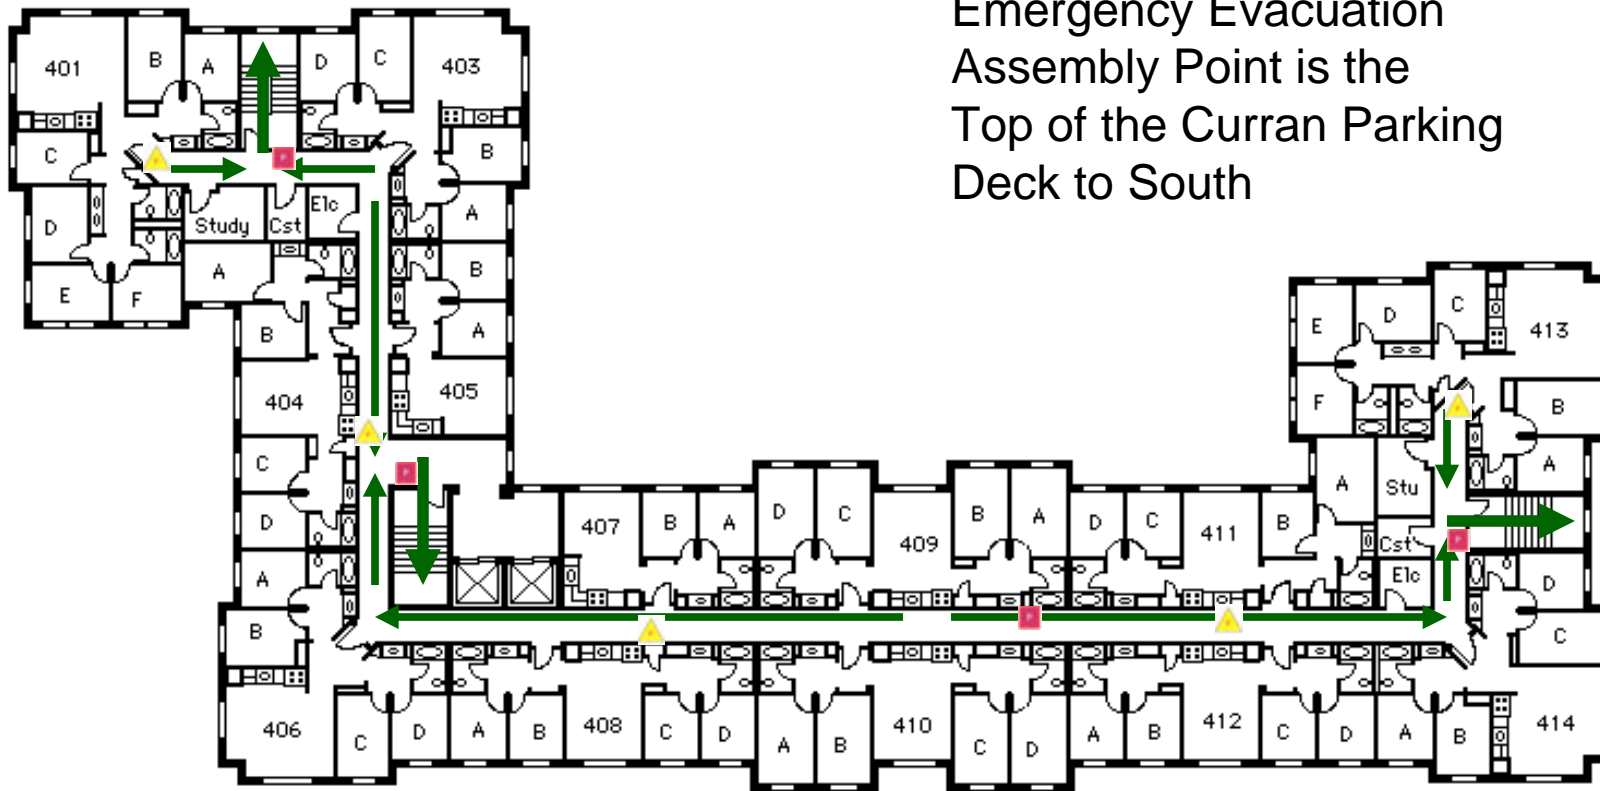 Emergency Evacuation
Assembly Point is the
Top of the Curran Parking
Deck to South
401 B A D C 403
C B
D Study Cst Elc A
E F A B
B A
404 405
C
D
A
B
406 C D A B 408 C D A B 410 C D A B 412 C D A B 414
407 B A D C 409 B A D C 411 B A
E D C 413
F B
Stu A
Cst
Elc D
C
P
P
P
P